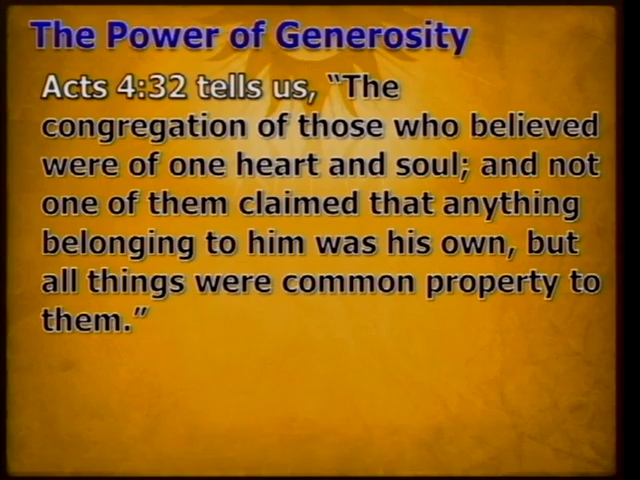 The Power of Generosity
Acts 4:32 tells us, “The
congregation of those who believed
were of one heart and soul; and not
one of them claimed that anything
belonging to him was his own, but
all things were common property to
them.”